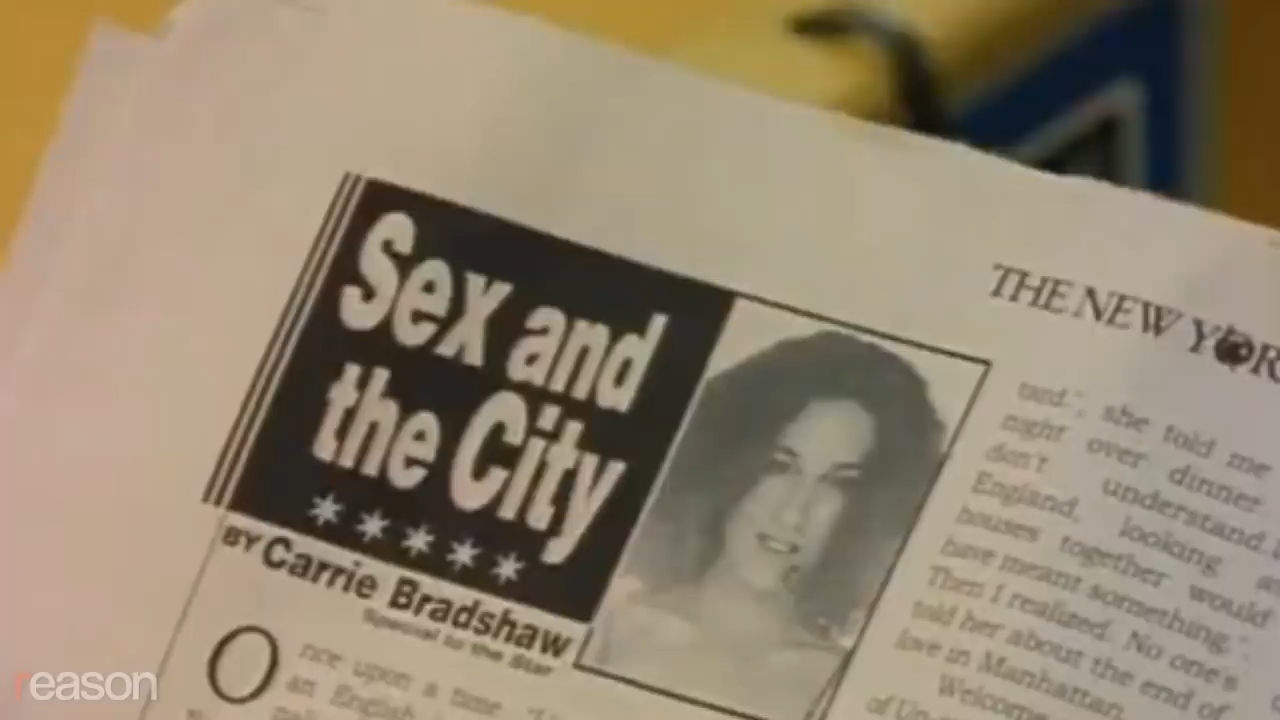 Sex and
the City
BY Carrie Bradshaw
Special to the Star
Once upon a time
an English
THE NEW YOR
she told me
night over dinner.
don't understand.
England, looking
houses together would
have meant something."
Then I realized. No one's
told her about the end of
love in Manhattan.
Welcome
reason